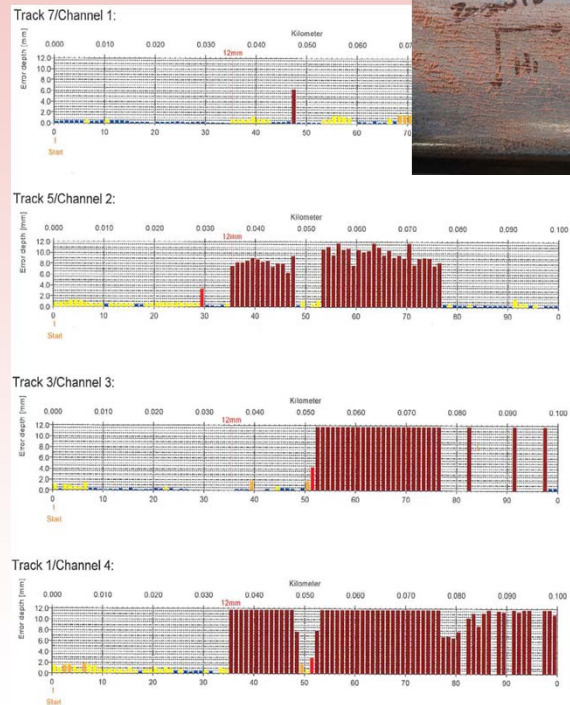 Track 7/Channel 1:
Kilometer
0.000 0.010 0.020 0.030 0.040 0.050 0.060 0.070
12mm
Error depth [mm]
12.0
10.0
8.0
6.0
4.0
2.0
0.0
0 10 20 30 40 50 60 70
Start
Track 5/Channel 2:
Kilometer
0.000 0.010 0.020 0.030 0.040 0.050 0.060 0.070 0.080 0.090 0.100
12mm
Error depth [mm]
12.0
10.0
8.0
6.0
4.0
2.0
0.0
0 10 20 30 40 50 60 70 80 90 0
Start
Track 3/Channel 3:
Kilometer
0.000 0.010 0.020 0.030 0.040 0.050 0.060 0.070 0.080 0.090 0.100
12mm
Error depth [mm]
12.0
10.0
8.0
6.0
4.0
2.0
0.0
0 10 20 30 40 50 60 70 80 90 0
Start
Track 1/Channel 4:
Kilometer
0.000 0.010 0.020 0.030 0.040 0.050 0.060 0.070 0.080 0.090 0.100
12mm
Error depth [mm]
12.0
10.0
8.0
6.0
4.0
2.0
0.0
0 10 20 30 40 50 60 70 80 90 0
Start